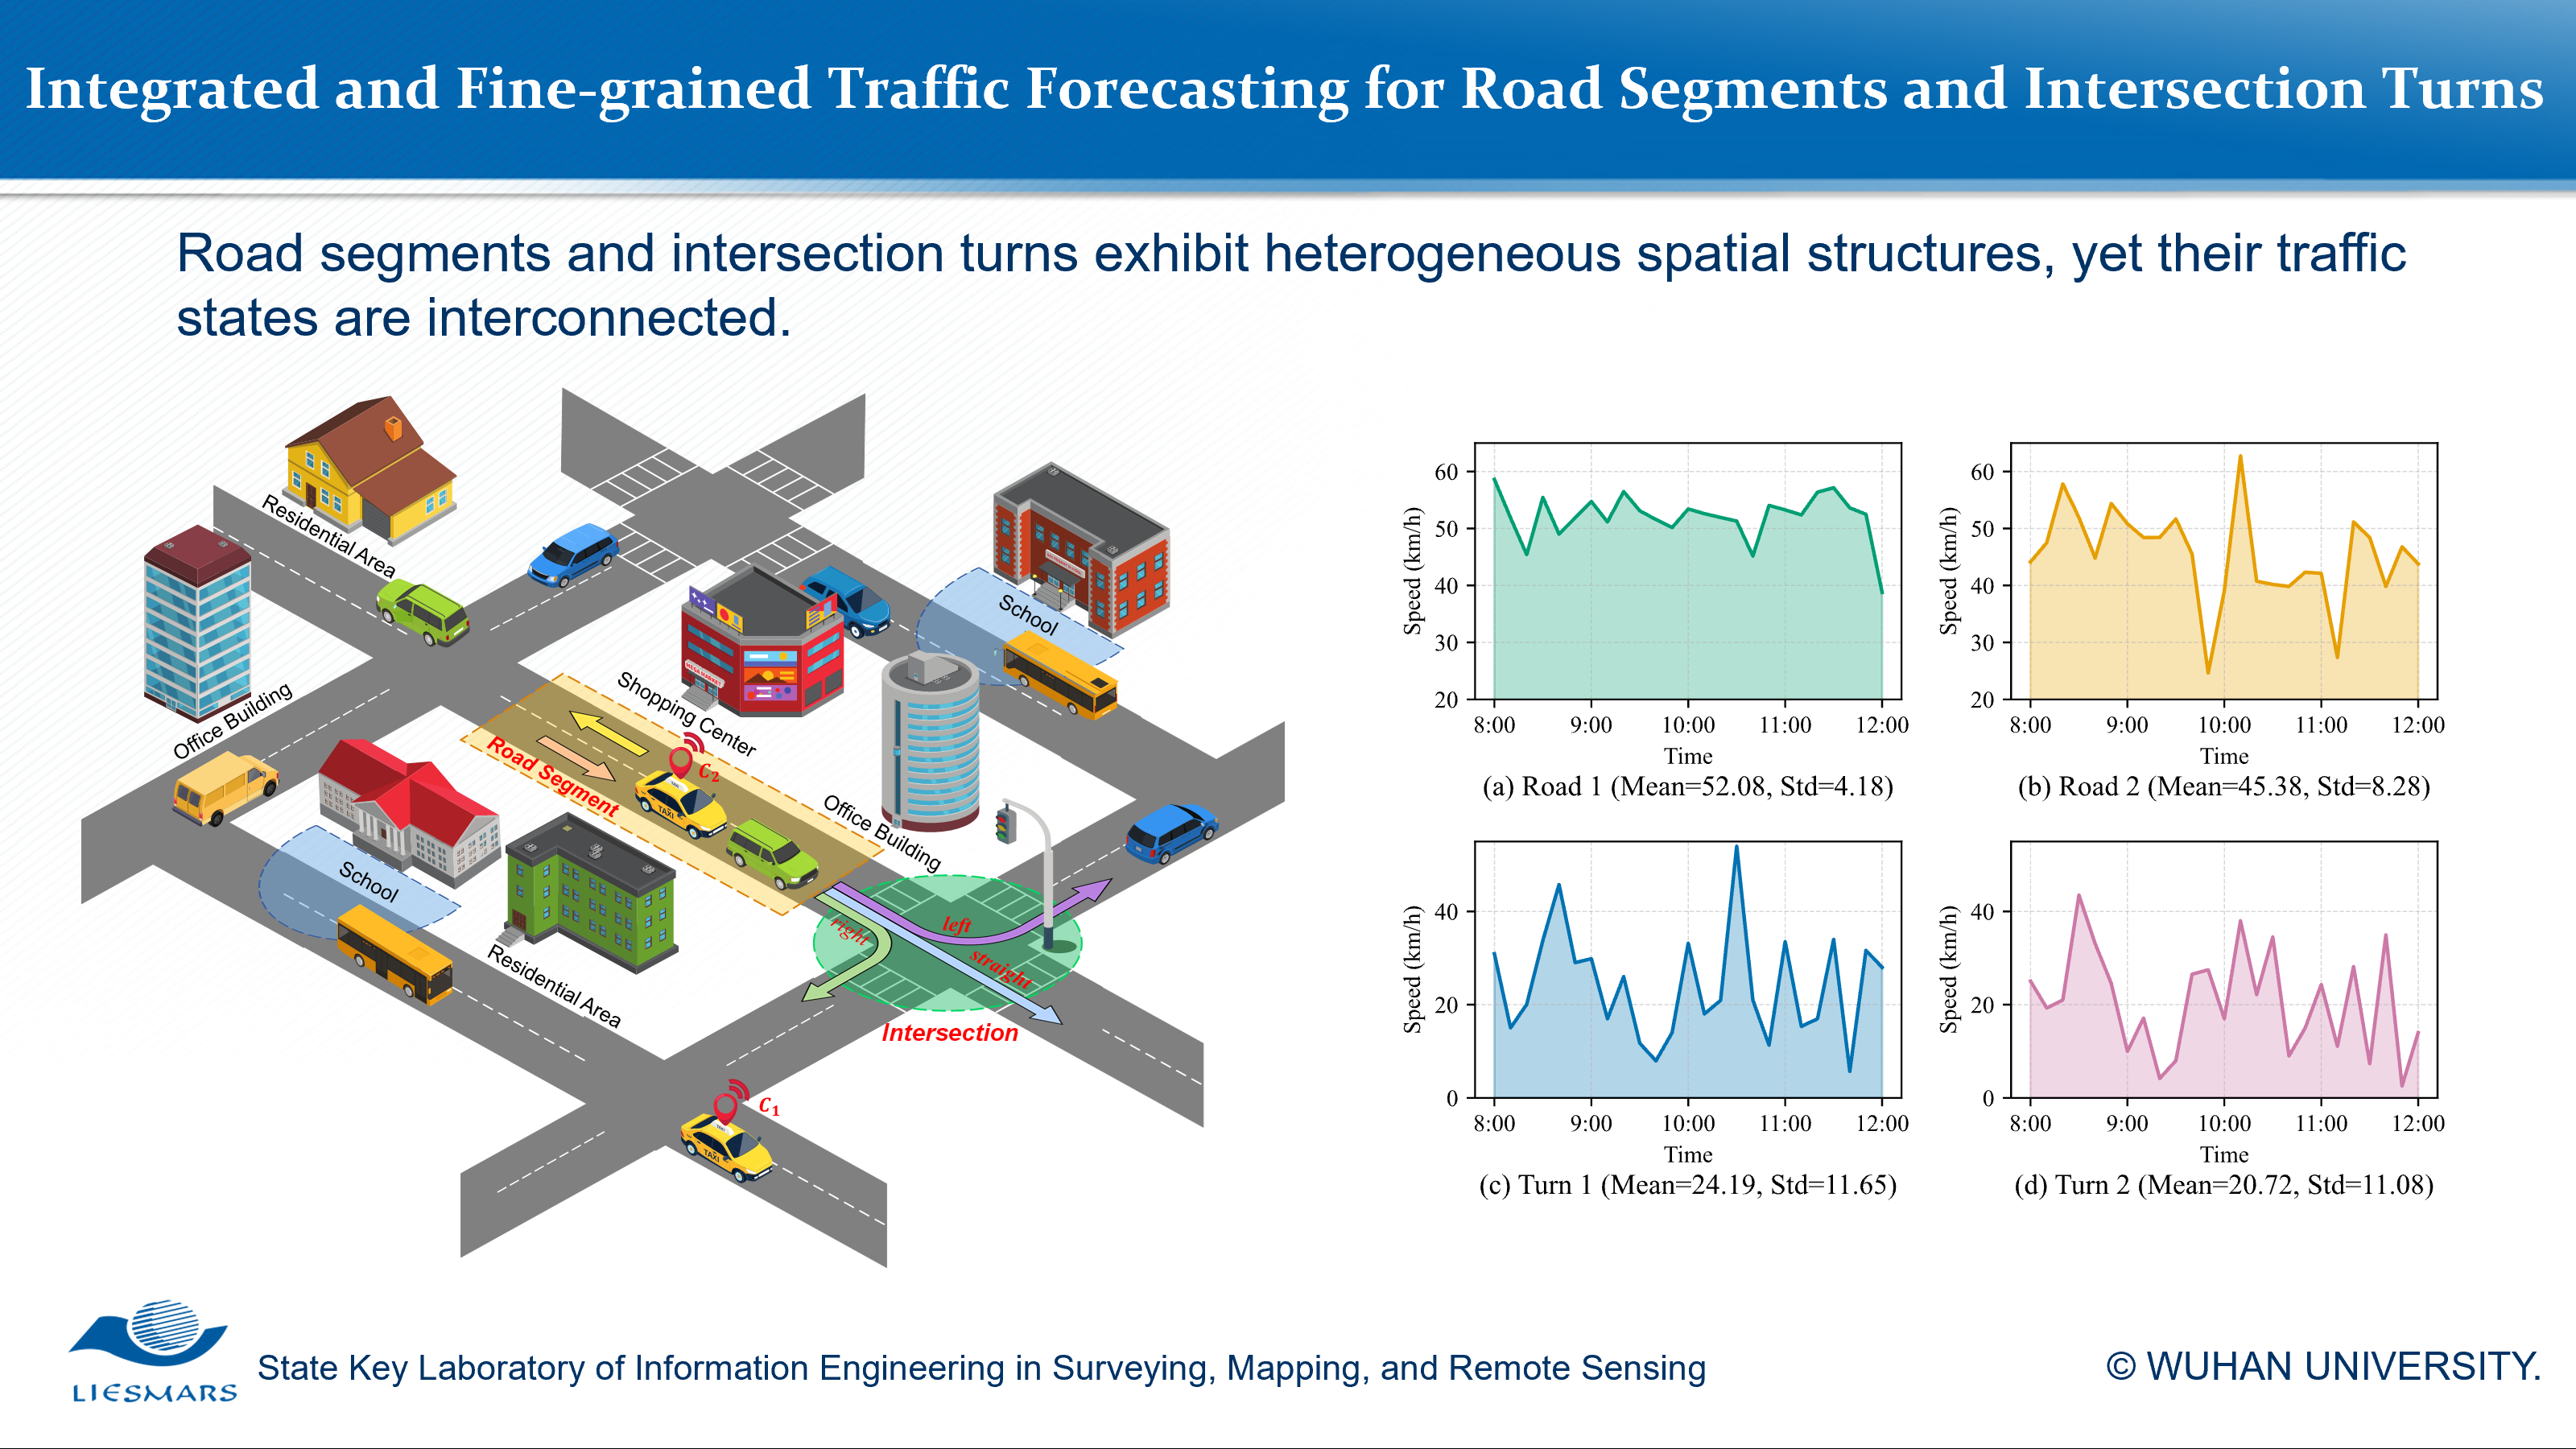 Integrated and Fine-grained Traffic Forecasting for Road Segments and Intersection Turns
Road segments and intersection turns exhibit heterogeneous spatial structures, yet their traffic
states are interconnected.
Residential Area
Office Building
School
Shopping Center
MEGA MARKET
Road Segment
C₂
TAXI
Office Building
School
Residential Area
left
right
straight
Intersection
C₁
TAXI
60
50
40
30
20
Speed (km/h)
8:00 9:00 10:00 11:00 12:00
Time
(a) Road 1 (Mean=52.08, Std=4.18)
60
50
40
30
20
Speed (km/h)
8:00 9:00 10:00 11:00 12:00
Time
(b) Road 2 (Mean=45.38, Std=8.28)
40
20
0
Speed (km/h)
8:00 9:00 10:00 11:00 12:00
Time
(c) Turn 1 (Mean=24.19, Std=11.65)
40
20
0
Speed (km/h)
8:00 9:00 10:00 11:00 12:00
Time
(d) Turn 2 (Mean=20.72, Std=11.08)
LIESMARS
State Key Laboratory of Information Engineering in Surveying, Mapping, and Remote Sensing
© WUHAN UNIVERSITY.